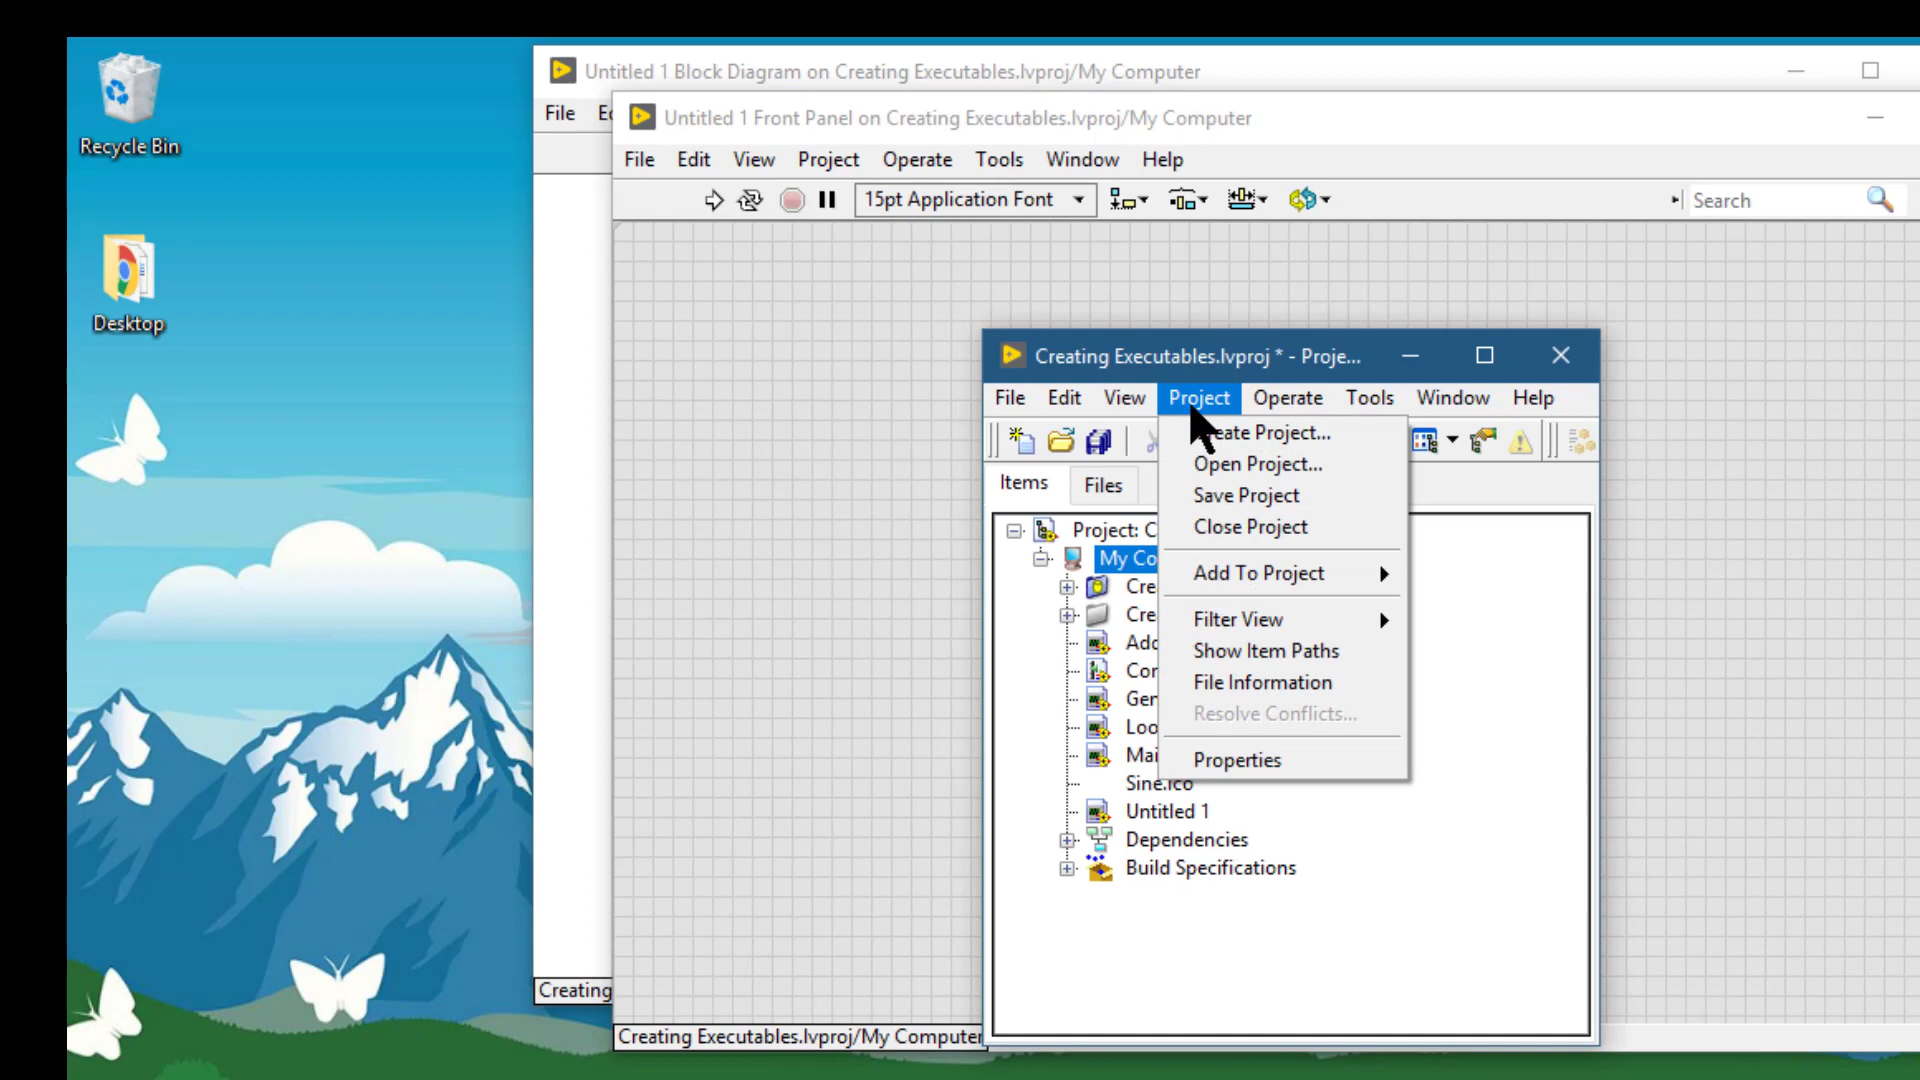 Recycle Bin
Desktop
Untitled 1 Block Diagram on Creating Executables.lvproj/My Computer
File
Untitled 1 Front Panel on Creating Executables.lvproj/My Computer
File Edit View Project Operate Tools Window Help
15pt Application Font
Search
Creating Executables.lvproj * - Proje...
File Edit View Project Operate Tools Window Help
Project...
Open Project...
Save Project
Close Project
Add To Project
Filter View
Show Item Paths
File Information
Resolve Conflicts...
Properties
Items Files
Project: C
My Co
Cre
Cre
Add
Cor
Gen
Loo
Mai
Sine.ico
Untitled 1
Dependencies
Build Specifications
Creating
Creating Executables.lvproj/My Computer